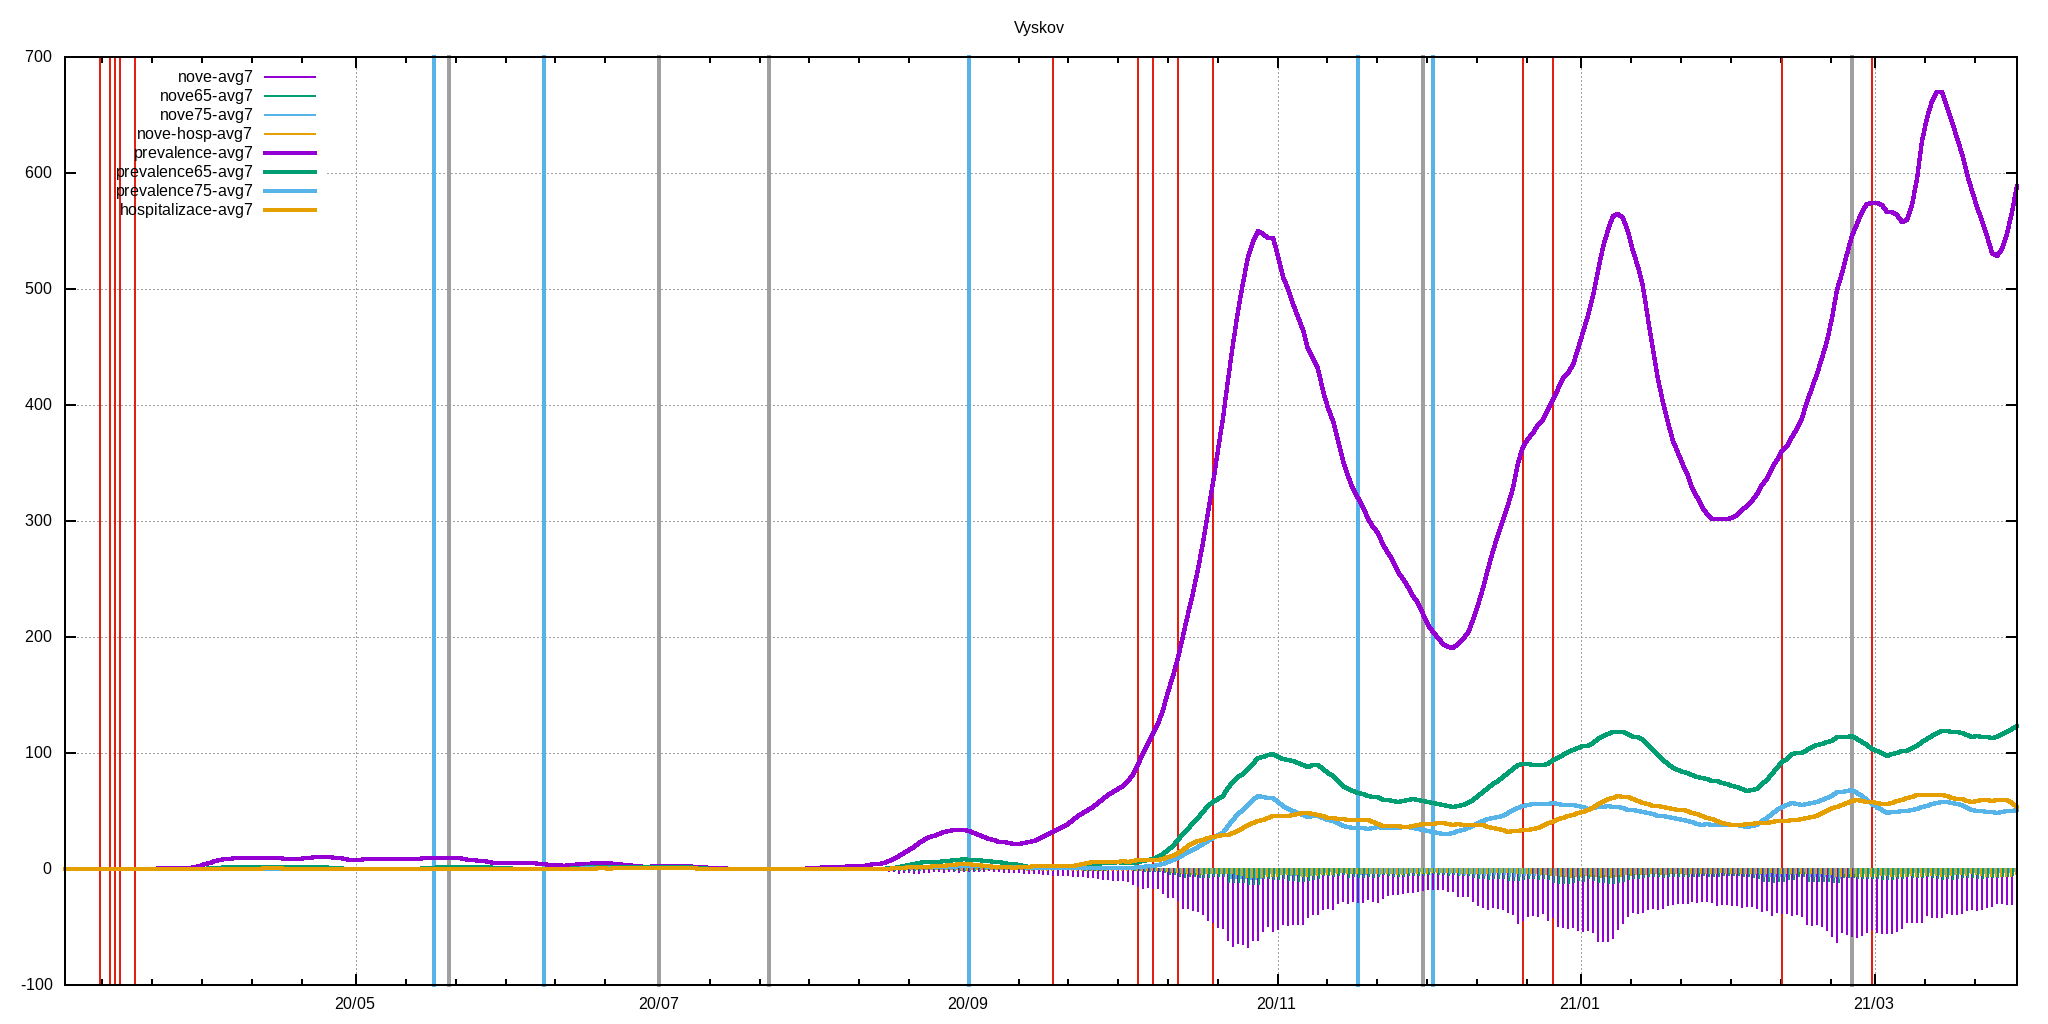 Vyskov
700
600
500
400
300
200
100
0
-100
nove-avg7
nove65-avg7
nove75-avg7
nove-hosp-avg7
prevalence-avg7
prevalence65-avg7
prevalence75-avg7
hospitalizace-avg7
20/05 20/07 20/09 20/11 21/01 21/03